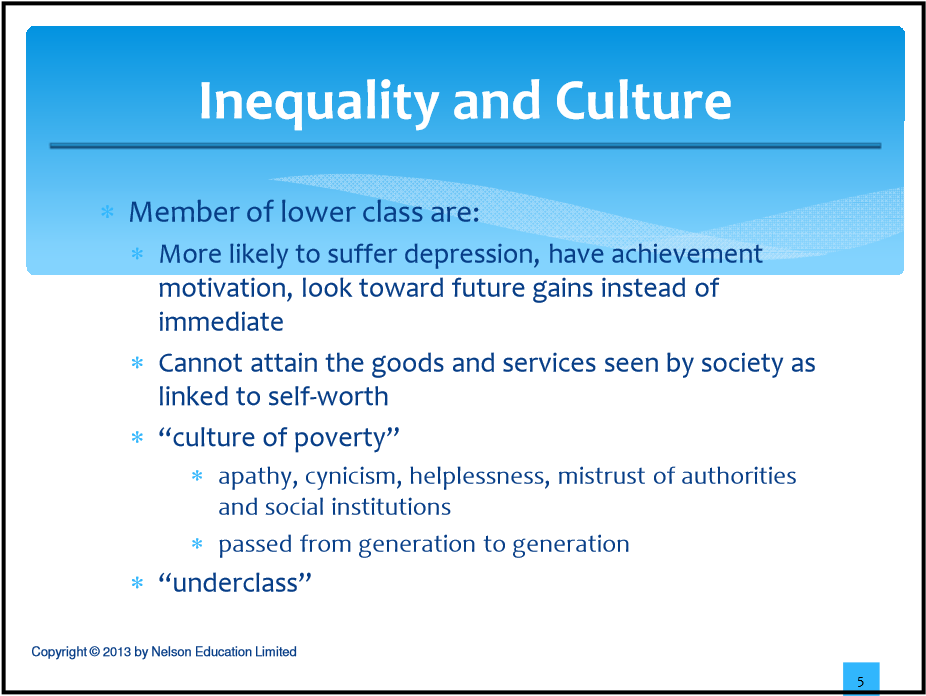 Inequality and Culture
* Member of lower class are:
* More likely to suffer depression, have achievement
motivation, look toward future gains instead of
immediate
* Cannot attain the goods and services seen by society as
linked to self-worth
* “culture of poverty”
* apathy, cynicism, helplessness, mistrust of authorities
and social institutions
* passed from generation to generation
* “underclass”
Copyright © 2013 by Nelson Education Limited
5